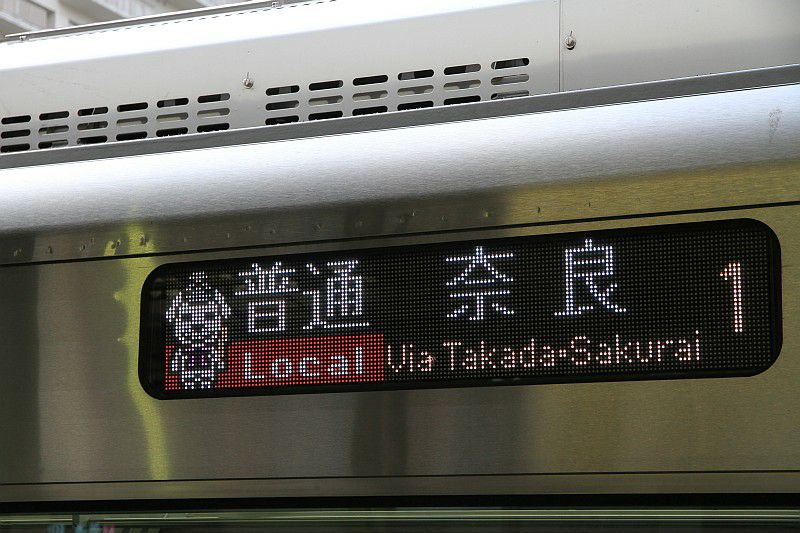 普通 奈良 1
Local Via Takada•Sakurai